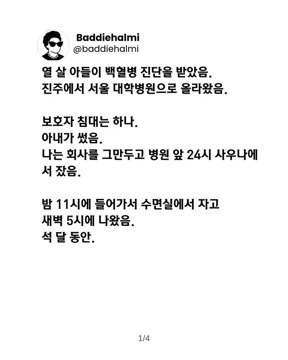 Baddiehalmi
@baddiehalmi
열 살 아들이 백혈병 진단을 받았음.
진주에서 서울 대학병원으로 올라왔음.
보호자 침대는 하나.
아내가 썼음.
나는 회사를 그만두고 병원 앞 24시 사우나에
서 잤음.
밤 11시에 들어가서 수면실에서 자고
새벽 5시에 나왔음.
석 달 동안.
1/4